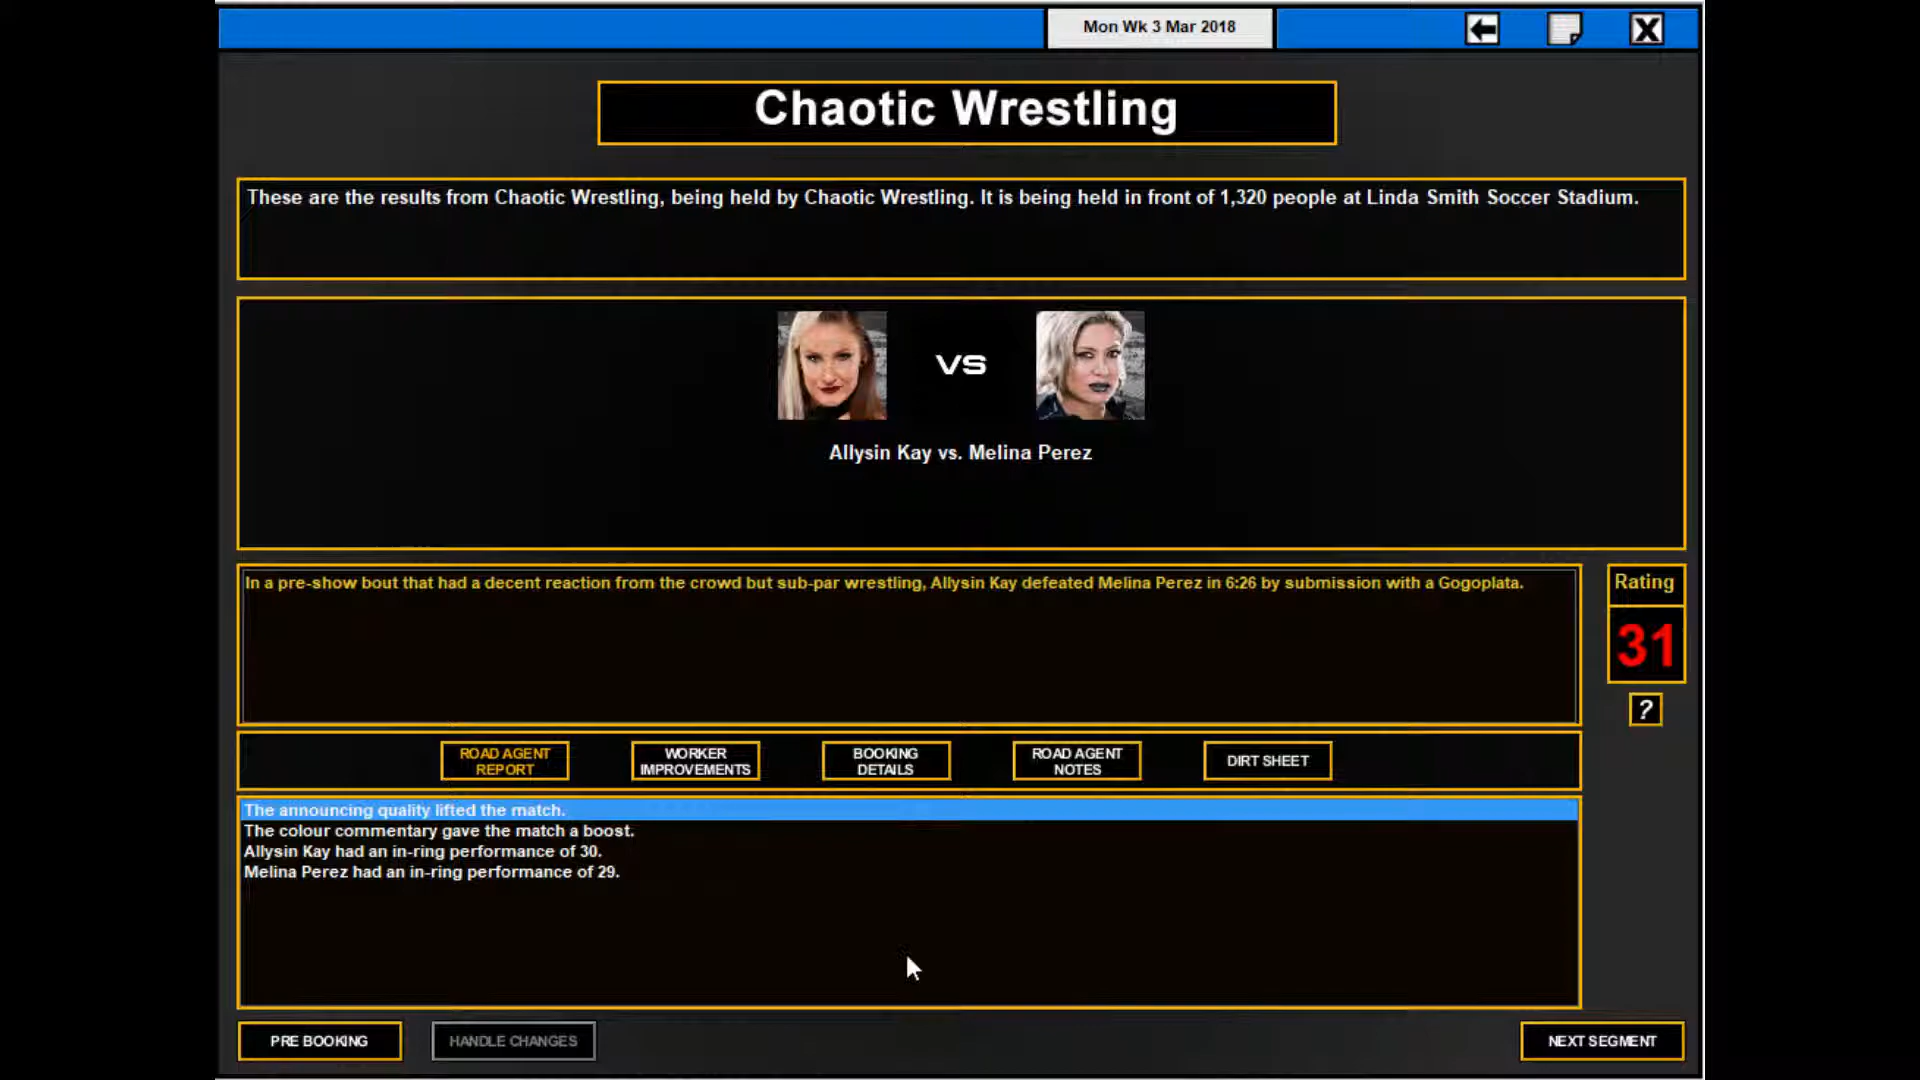 Mon Wk 3 Mar 2018
Chaotic Wrestling
These are the results from Chaotic Wrestling, being held by Chaotic Wrestling. It is being held in front of 1,320 people at Linda Smith Soccer Stadium.
VS
Allysin Kay vs. Melina Perez
In a pre-show bout that had a decent reaction from the crowd but sub-par wrestling, Allysin Kay defeated Melina Perez in 6:26 by submission with a Gogoplata.
Rating
31
?
ROAD AGENT
REPORT
WORKER
IMPROVEMENTS
BOOKING
DETAILS
ROAD AGENT
NOTES
DIRT SHEET
The announcing quality lifted the match.
The colour commentary gave the match a boost.
Allysin Kay had an in-ring performance of 30.
Melina Perez had an in-ring performance of 29.
PRE BOOKING
HANDLE CHANGES
NEXT SEGMENT